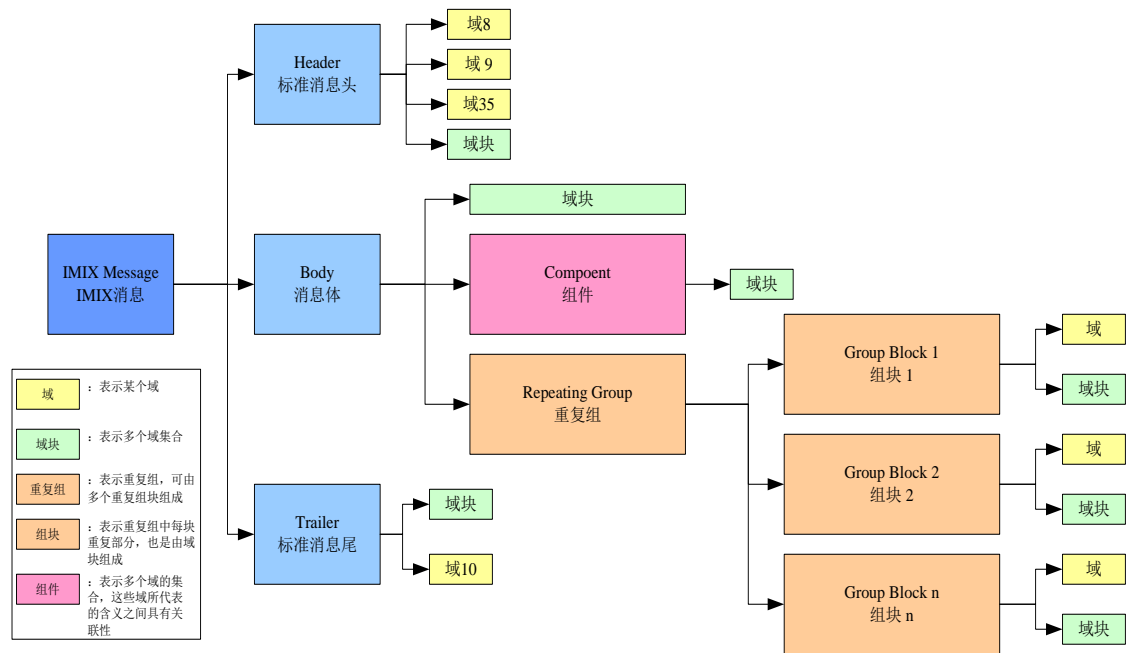 Header
标准消息头
域8
域 9
域35
域块
IMIX Message
IMIX消息
Body
消息体
域块
Compoent
组件
域块
Repeating Group
重复组
Group Block 1
组块 1
域
域块
Group Block 2
组块 2
域
域块
Group Block n
组块 n
域
域块
Trailer
标准消息尾
域块
域10
域
：表示某个域
域块
：表示多个域集合
重复组
：表示重复组，可由
多个重复组块组成
组块
：表示重复组中每块
重复部分，也是由域
块组成
组件
：表示多个域的集
合，这些域所代表
的含义之间具有关
联性